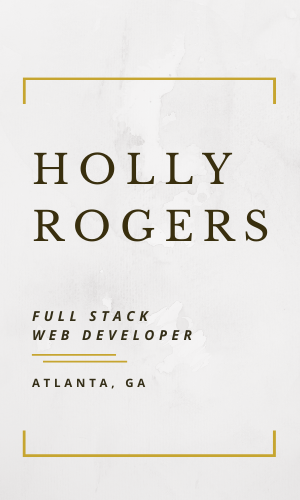 HOLLY
ROGERS
FULL STACK
WEB DEVELOPER
ATLANTA, GA